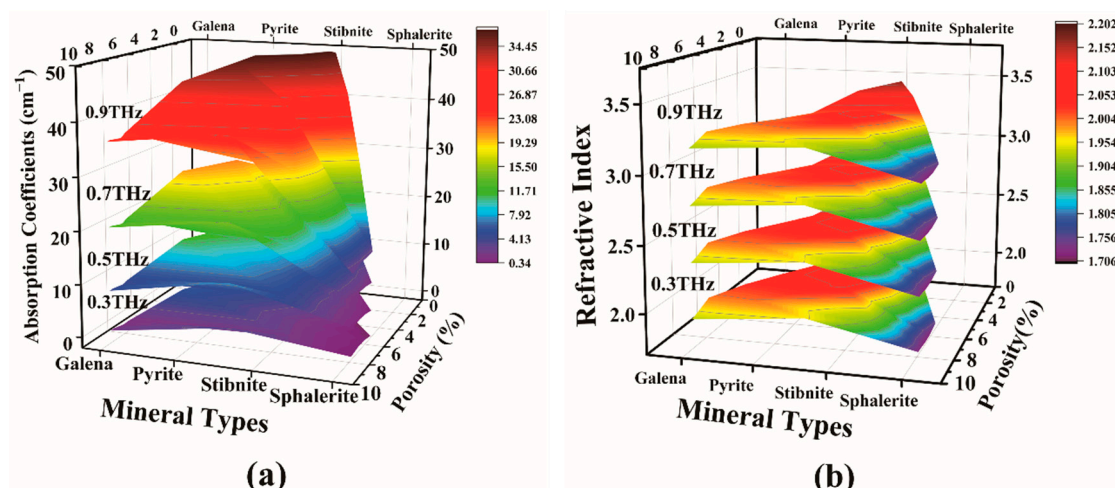 Galena
Pyrite
Stibnite
Sphalerite
10 8 6 4 2 0
50
40
30
20
10
0
Absorption Coefficients (cm⁻¹)
0.9THz
0.7THz
0.5THz
0.3THz
50
40
30
20
10
0
34.45
30.66
26.87
23.08
19.29
15.50
11.71
7.92
4.13
0.34
0
2
4
6
8
10
Porosity (%)
Galena
Pyrite
Stibnite
Sphalerite
Mineral Types
(a)
Galena
Pyrite
Stibnite
Sphalerite
10 8 6 4 2 0
3.5
3.0
2.5
2.0
Refractive Index
0.9THz
0.7THz
0.5THz
0.3THz
3.5
3.0
2.5
2.0
0
2.202
2.152
2.103
2.053
2.004
1.954
1.904
1.855
1.805
1.756
1.706
2
4
6
8
10
Porosity(%)
Galena
Pyrite
Stibnite
Sphalerite
Mineral Types
(b)